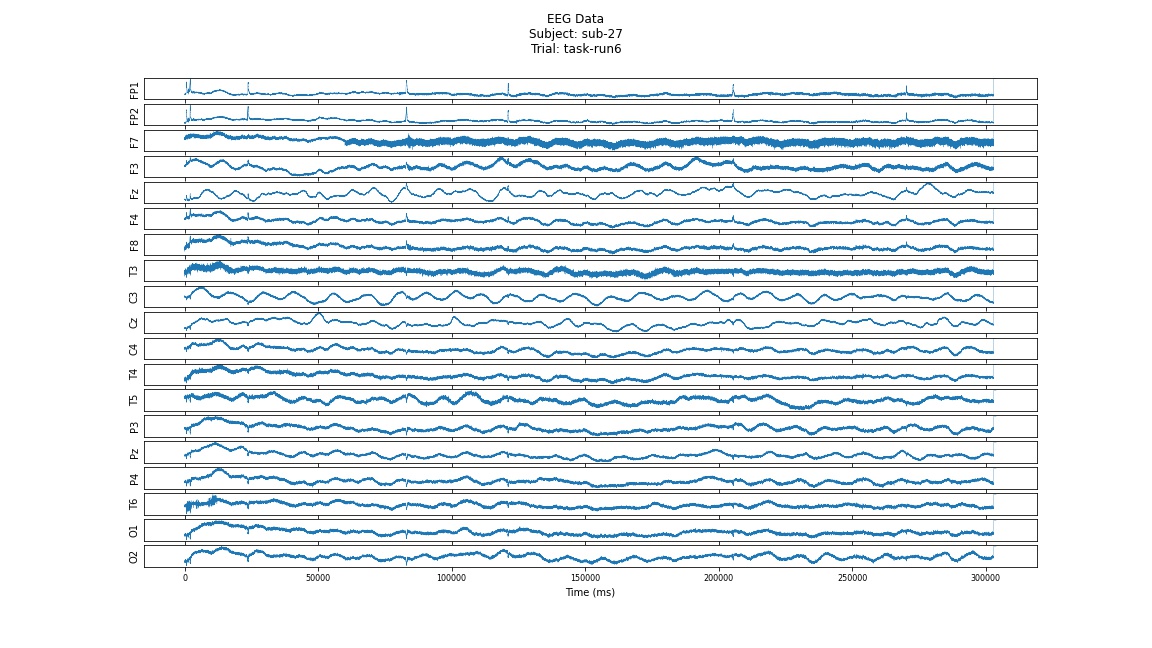 EEG Data
Subject: sub-27
Trial: task-run6
FP1
FP2
F7
F3
Fz
F4
F8
T3
C3
Cz
C4
T4
T5
P3
Pz
P4
T6
O1
O2
0 50000 100000 150000 200000 250000 300000
Time (ms)